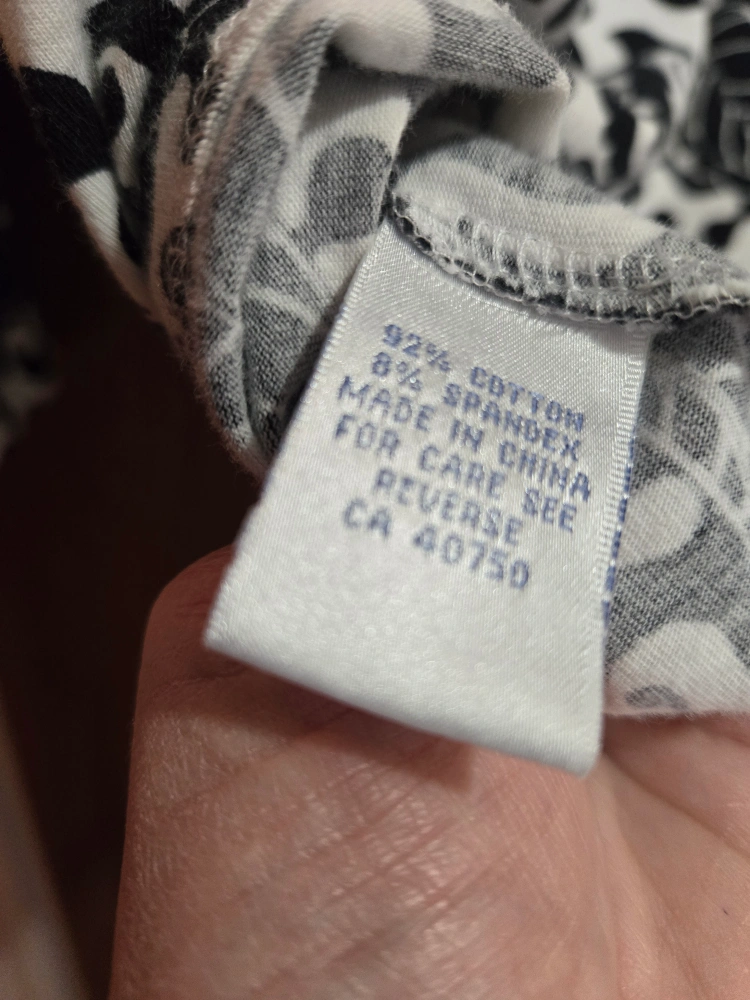 92% COTTON
8% SPANDEX
MADE IN CHINA
FOR CARE SEE
REVERSE
CA 40750